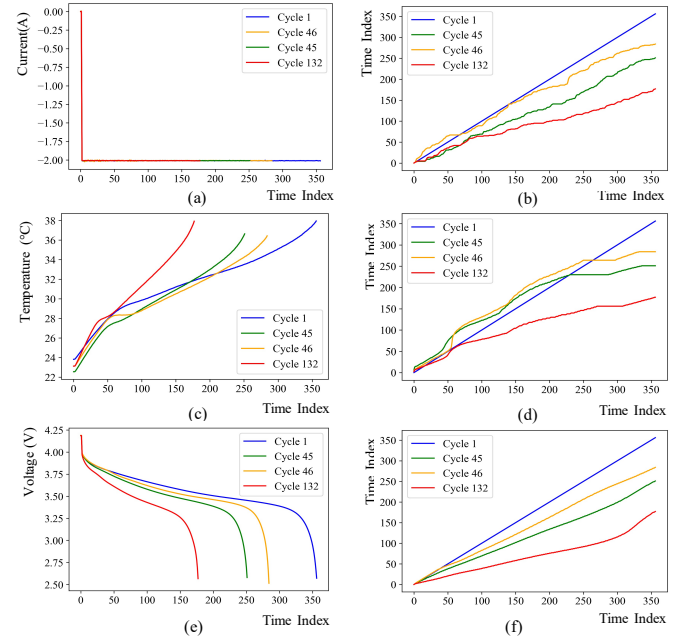 Current(A)
0.00
−0.25
−0.50
−0.75
−1.00
−1.25
−1.50
−1.75
−2.00
Cycle 1
Cycle 46
Cycle 45
Cycle 132
0 50 100 150 200 250 300 350
(a) Time Index
Time Index
350
300
250
200
150
100
50
0
Cycle 1
Cycle 45
Cycle 46
Cycle 132
0 50 100 150 200 250 300 350
(b) Time Index
Temperature (℃)
38
36
34
32
30
28
26
24
22
Cycle 1
Cycle 45
Cycle 46
Cycle 132
0 50 100 150 200 250 300 350
(c) Time Index
Time Index
350
300
250
200
150
100
50
0
Cycle 1
Cycle 45
Cycle 46
Cycle 132
0 50 100 150 200 250 300 350
(d) Time Index
Voltage (V)
4.25
4.00
3.75
3.50
3.25
3.00
2.75
2.50
Cycle 1
Cycle 45
Cycle 46
Cycle 132
0 50 100 150 200 250 300 350
(e) Time Index
Time Index
350
300
250
200
150
100
50
0
Cycle 1
Cycle 45
Cycle 46
Cycle 132
0 50 100 150 200 250 300 350
(f) Time Index